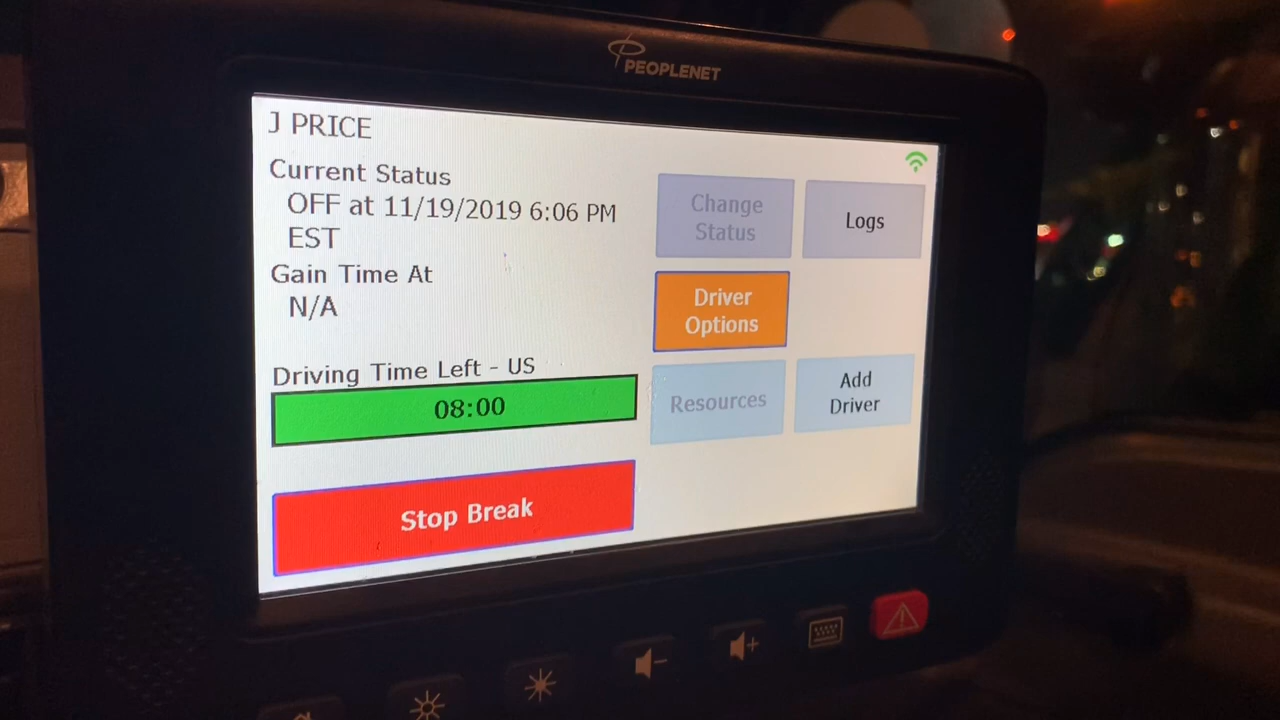 PEOPLENET
J PRICE
Current Status
OFF at 11/19/2019 6:06 PM
EST
Gain Time At
N/A
Driving Time Left - US
08:00
Stop Break
Change
Status
Logs
Driver
Options
Resources
Add
Driver